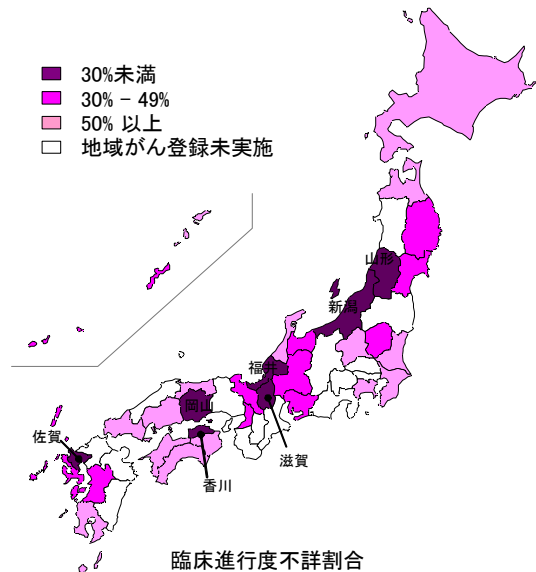 30%未満
30% − 49%
50% 以上
地域がん登録未実施
山形
新潟
福井
岡山
佐賀
滋賀
香川
臨床進行度不詳割合